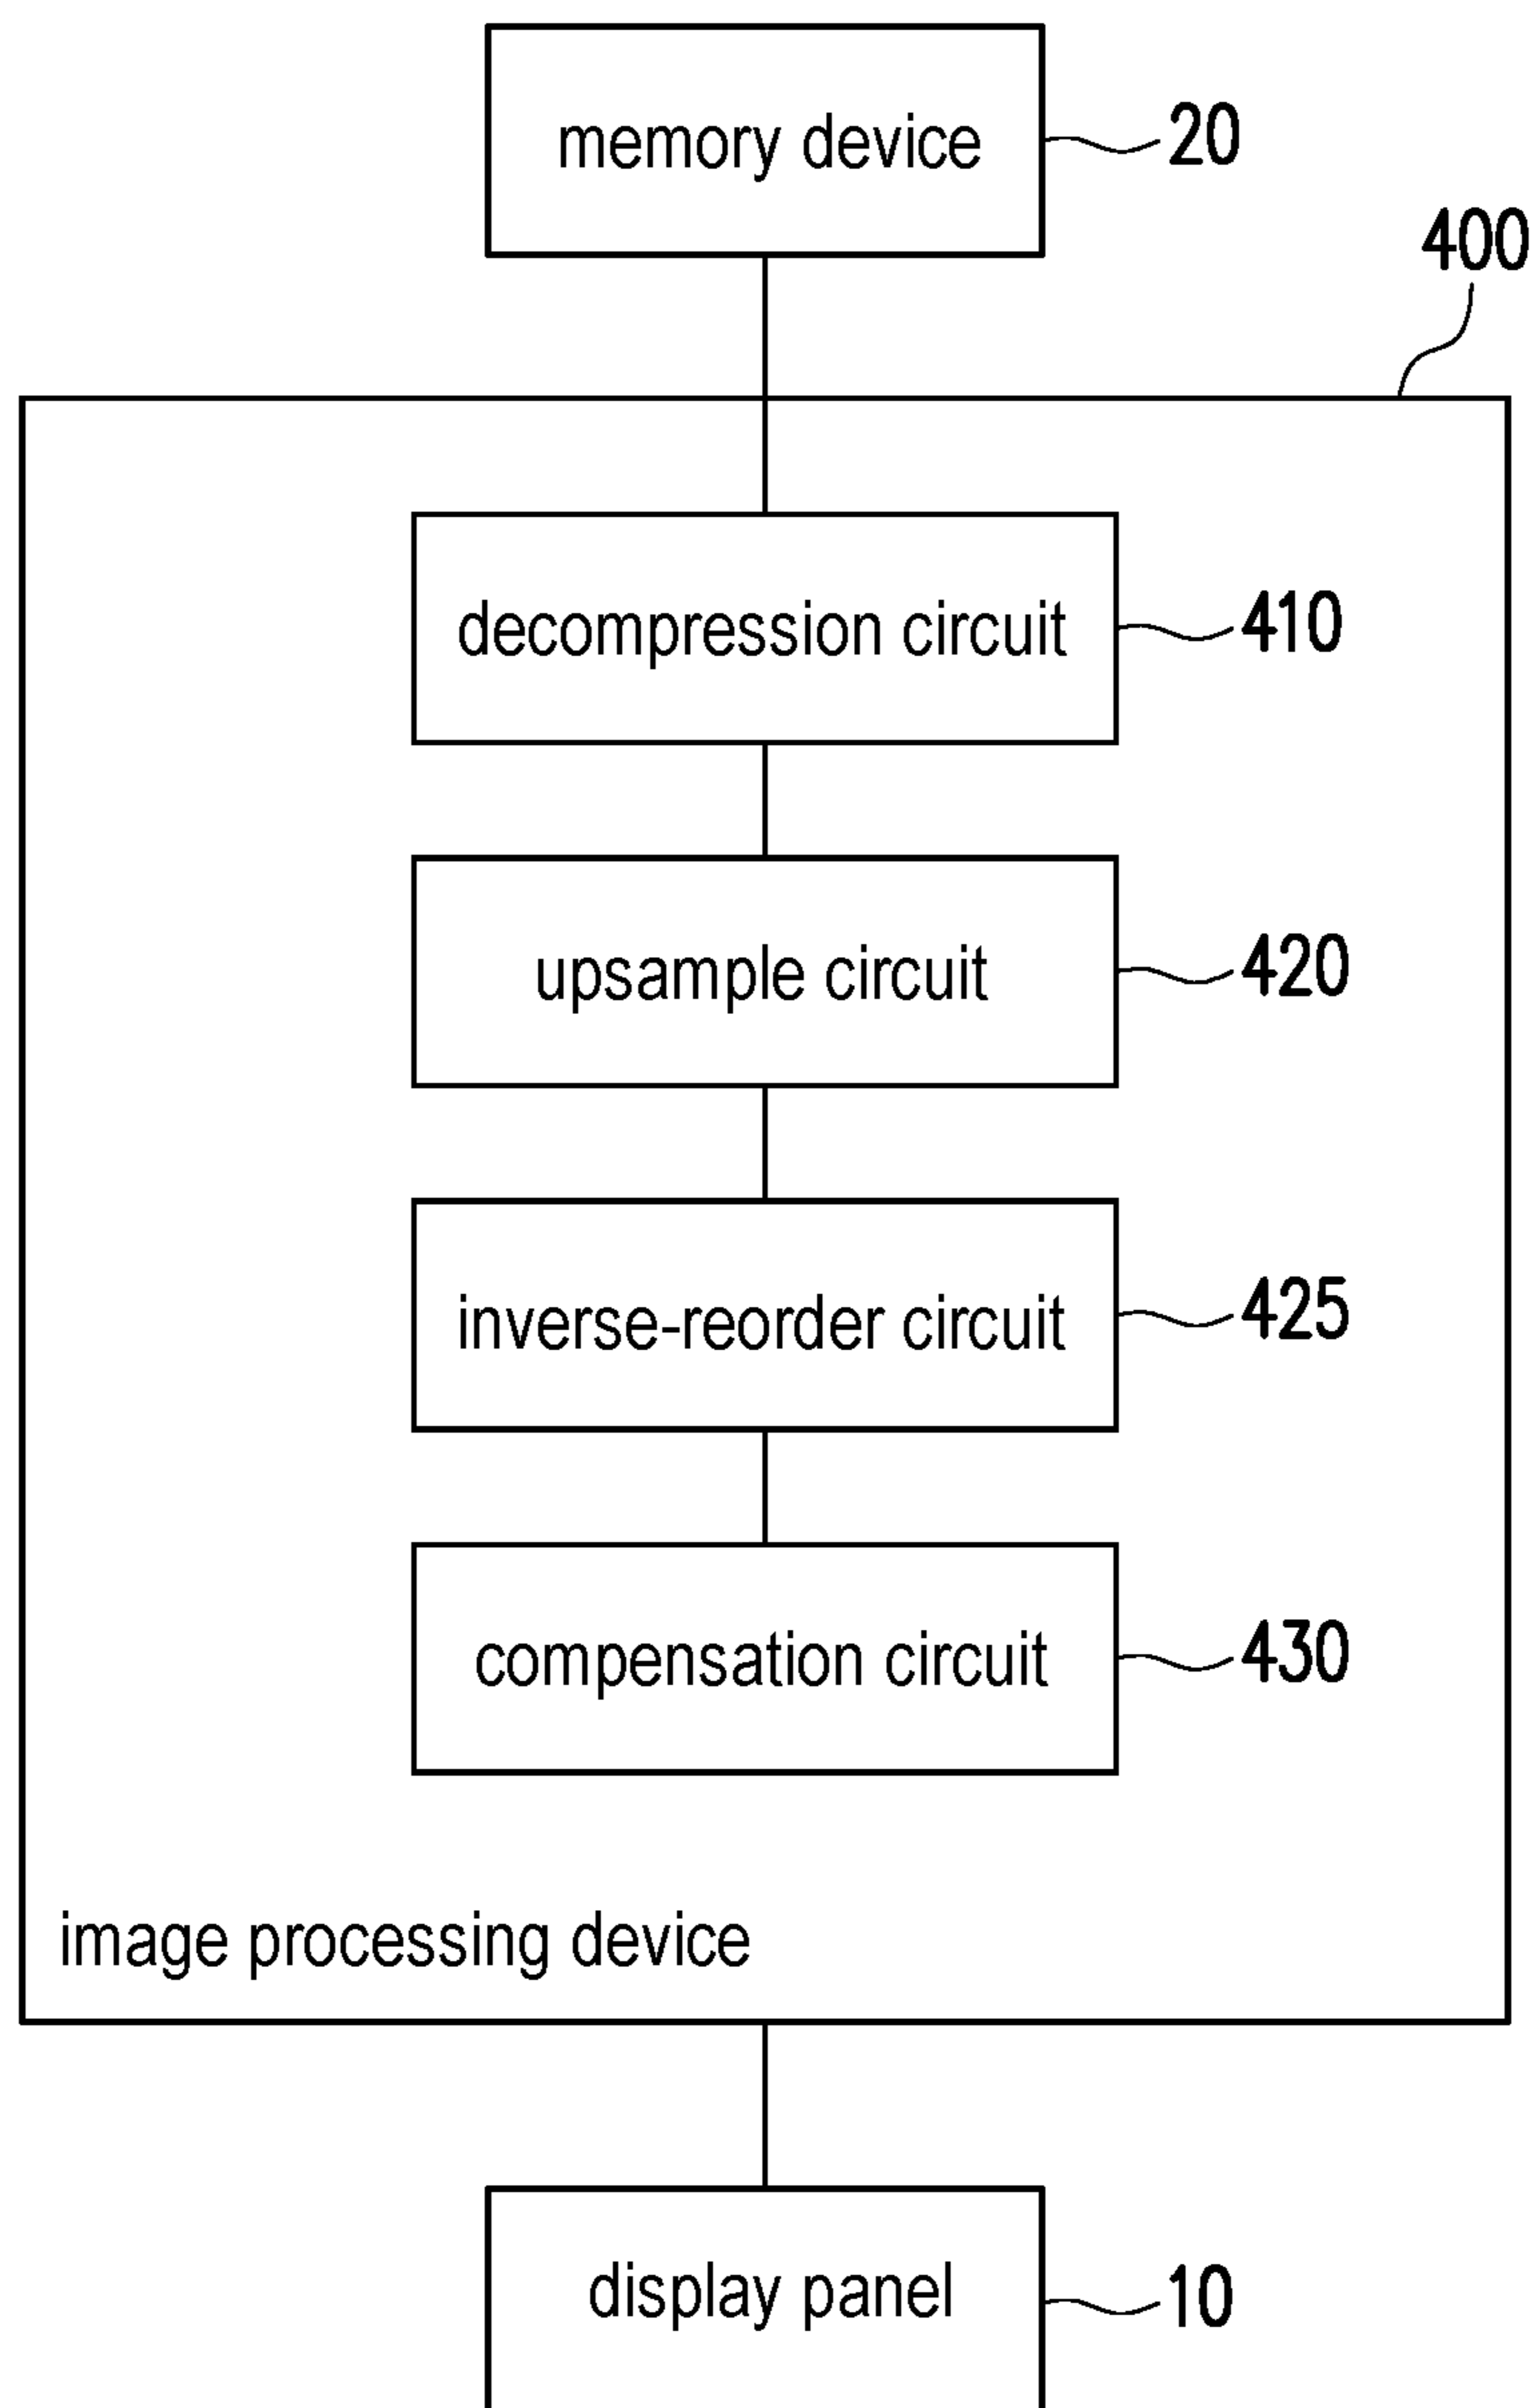 memory device
20
400
decompression circuit
410
upsample circuit
420
inverse-reorder circuit
425
compensation circuit
430
image processing device
display panel
10